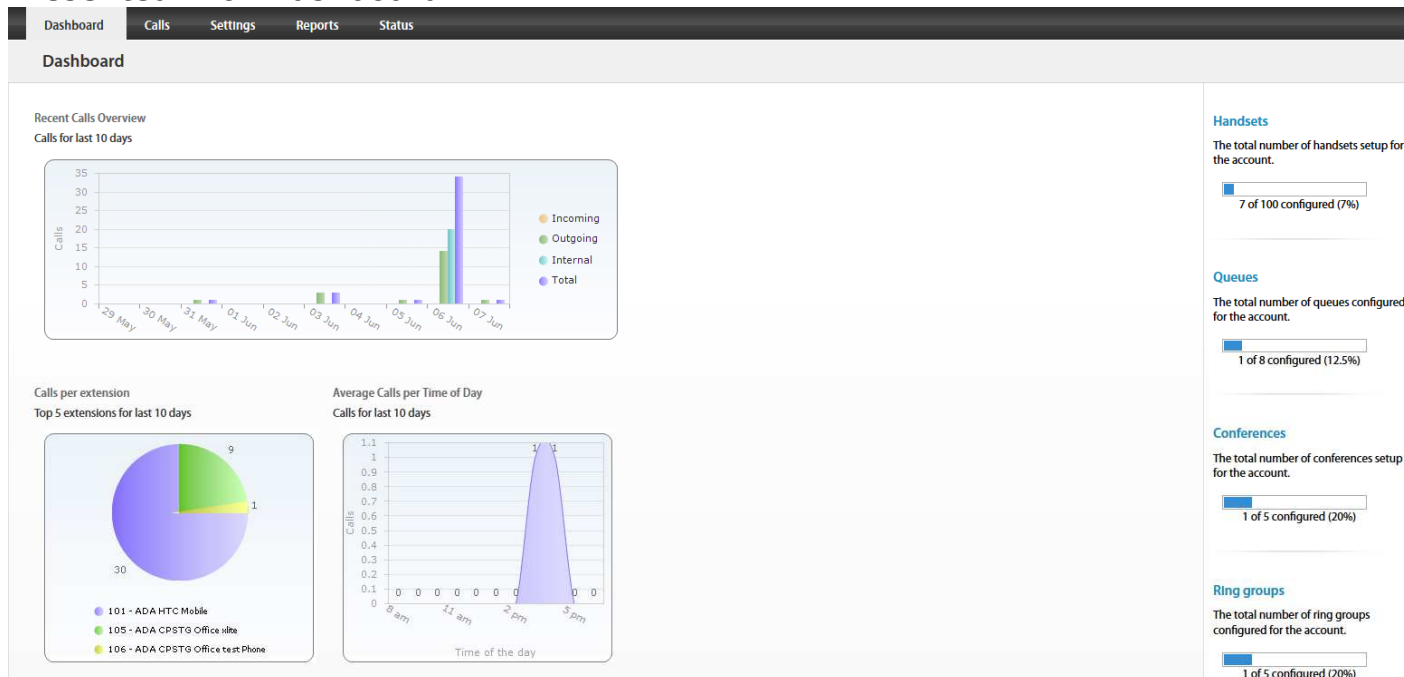 Dashboard Calls Settings Reports Status
Dashboard
Recent Calls Overview
Calls for last 10 days
35
30
25
20
15
10
5
0
Calls
29 May 30 May 31 May 01 Jun 02 Jun 03 Jun 04 Jun 05 Jun 06 Jun 07 Jun
Incoming
Outgoing
Internal
Total
Calls per extension
Top 5 extensions for last 10 days
9
1
30
101 - ADA HTC Mobile
105 - ADA CPSTG Office xlite
106 - ADA CPSTG Office test Phone
Average Calls per Time of Day
Calls for last 10 days
1.1
1
0.9
0.8
0.7
0.6
0.5
0.4
0.3
0.2
0.1
0
Calls
1 1
0 0 0 0 0 0 0 0 0
8 am 11 am 2 pm 5 pm
Time of the day
Handsets
The total number of handsets setup for
the account.
7 of 100 configured (7%)
Queues
The total number of queues configured
for the account.
1 of 8 configured (12.5%)
Conferences
The total number of conferences setup
for the account.
1 of 5 configured (20%)
Ring groups
The total number of ring groups
configured for the account.
1 of 5 configured (20%)